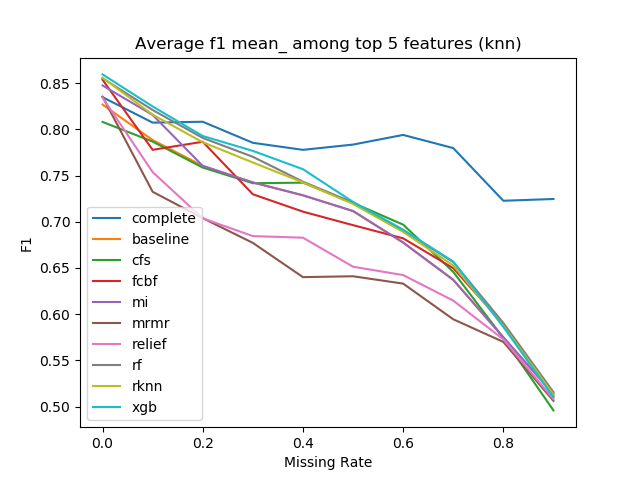 Average f1 mean_ among top 5 features (knn)
0.85
0.80
0.75
0.70
0.65
0.60
0.55
0.50
F1
complete
baseline
cfs
fcbf
mi
mrmr
relief
rf
rknn
xgb
0.0 0.2 0.4 0.6 0.8
Missing Rate